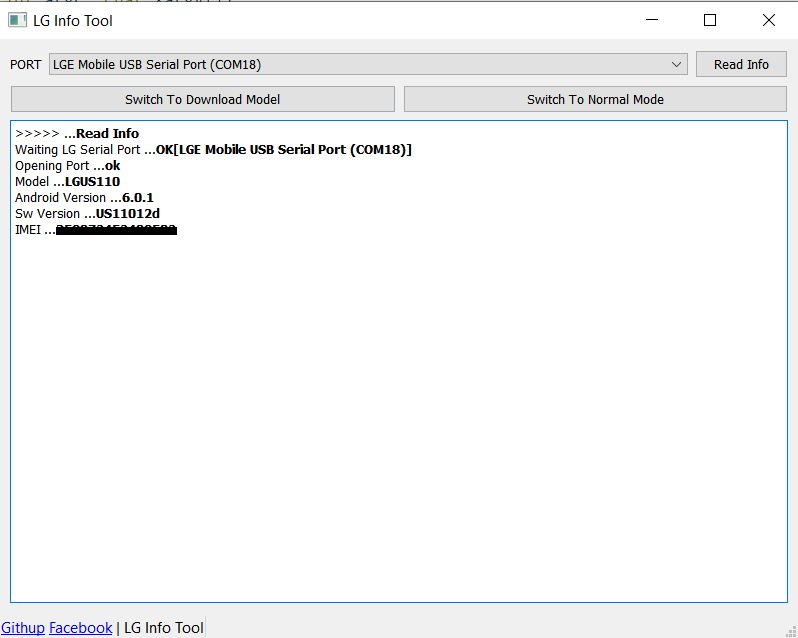 LG Info Tool
PORT LGE Mobile USB Serial Port (COM18) Read Info
Switch To Download Model Switch To Normal Mode
>>>>> ...Read Info
Waiting LG Serial Port ...OK[LGE Mobile USB Serial Port (COM18)]
Opening Port ...ok
Model ...LGUS110
Android Version ...6.0.1
Sw Version ...US11012d
IMEI ...
Githup Facebook | LG Info Tool